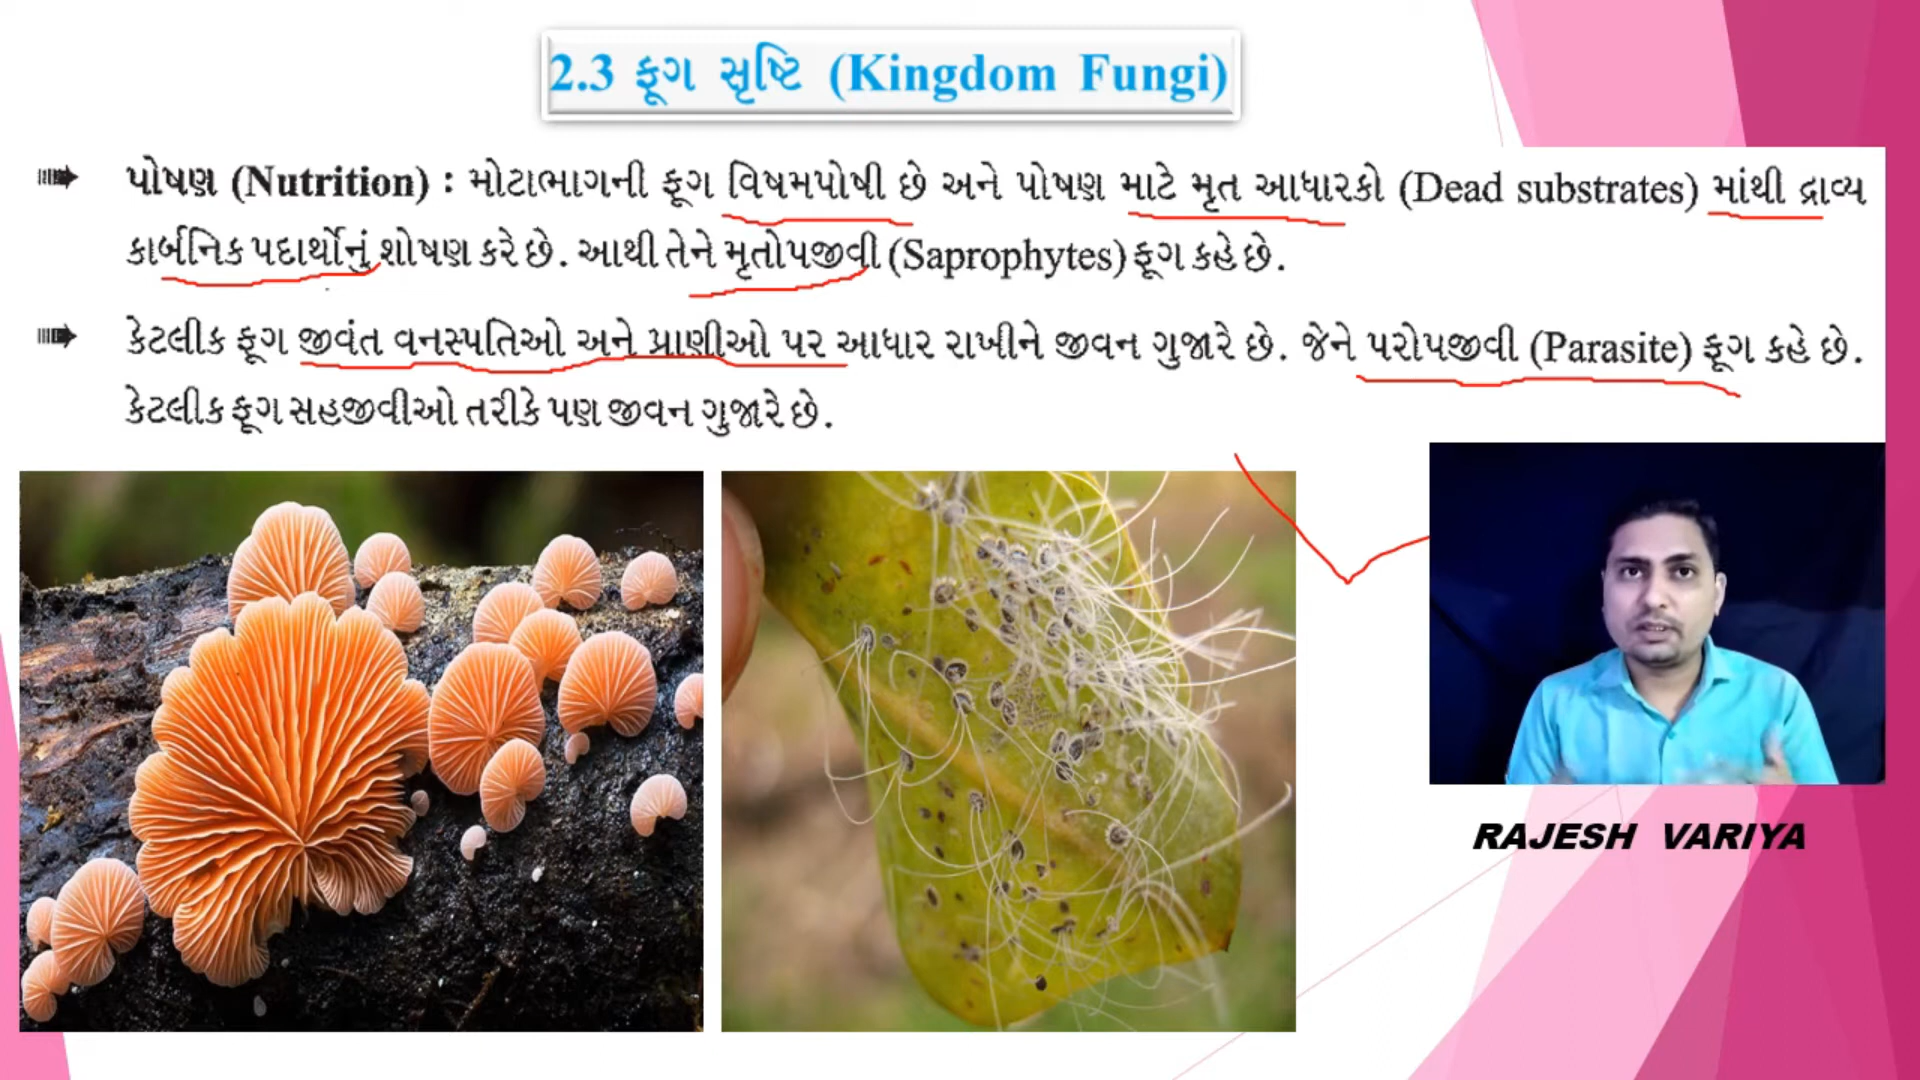 2.3 ફૂગ સૃષ્ટિ (Kingdom Fungi)
પોષણ (Nutrition) : મોટાભાગની ફૂગ વિષમપોષી છે અને પોષણ માટે મૃત આધારકો (Dead substrates) માંથી દ્રાવ્ય
કાર્બનિક પદાર્થોનું શોષણ કરે છે. આથી તેને મૃતોપજીવી (Saprophytes) ફૂગ કહે છે.
કેટલીક ફૂગ જીવંત વનસ્પતિઓ અને પ્રાણીઓ પર આધાર રાખીને જીવન ગુજારે છે. જેને પરોપજીવી (Parasite) ફૂગ કહે છે.
કેટલીક ફૂગ સહજીવીઓ તરીકે પણ જીવન ગુજારે છે.
RAJESH VARIYA